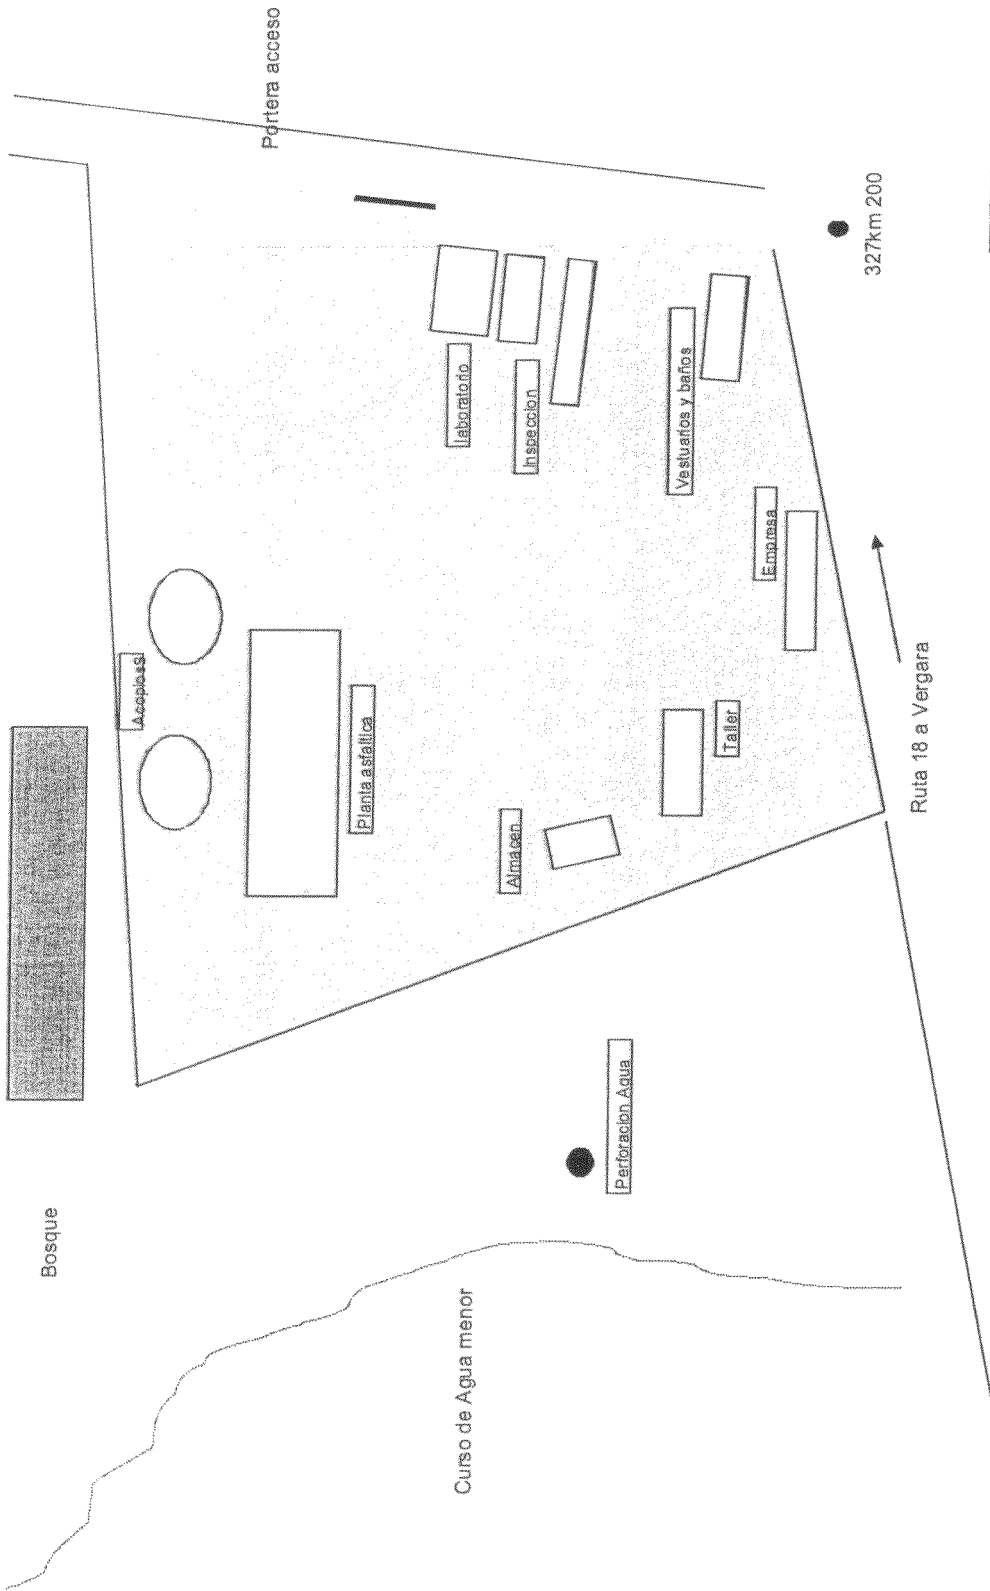 Bosque
Acopios
Portera acceso
Planta asfaltica
laboratorio
Curso de Agua menor
Almacen
Inspeccion
Perforacion Agua
Vestuarios y baños
Taller
Empresa
327km 200
Ruta 18 a Vergara